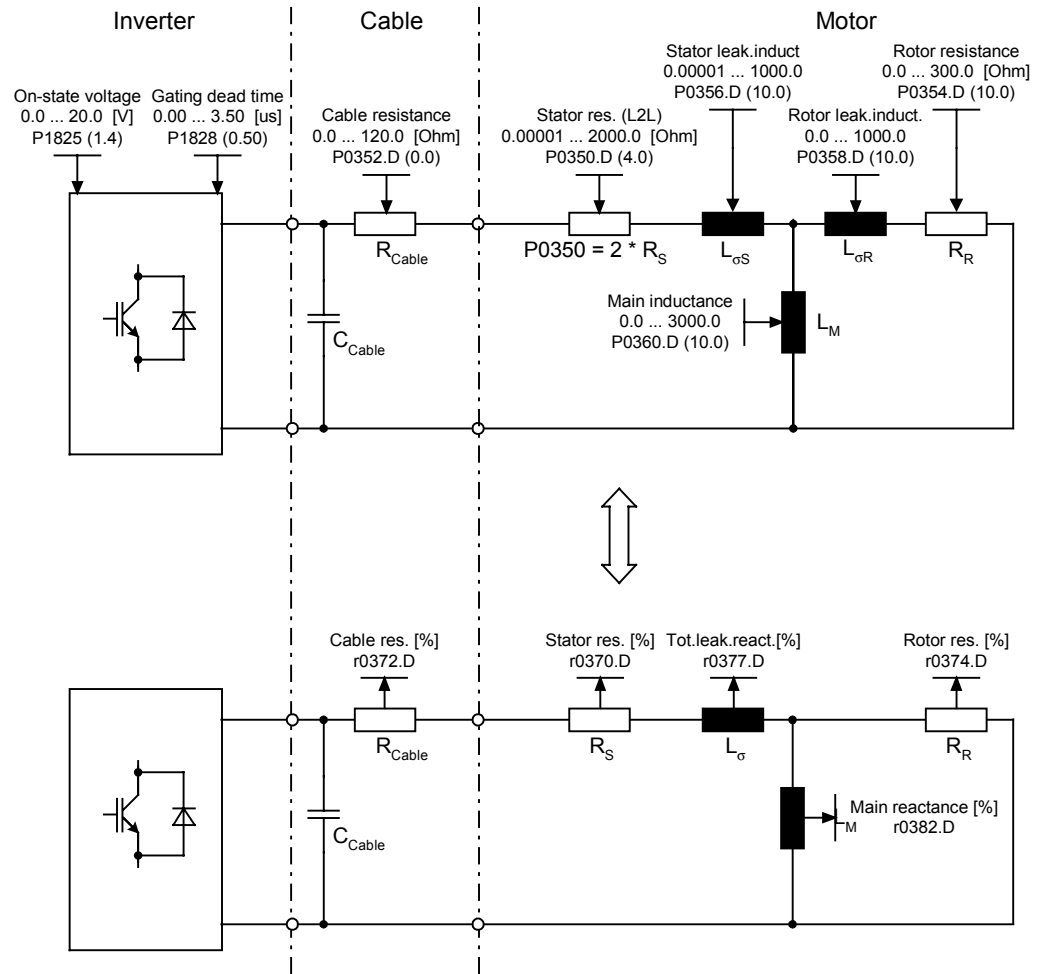 Inverter
Cable
Motor
On-state voltage
0.0 ... 20.0 [V]
P1825 (1.4)
Gating dead time
0.00 ... 3.50 [us]
P1828 (0.50)
Cable resistance
0.0 ... 120.0 [Ohm]
P0352.D (0.0)
Stator res. (L2L)
0.00001 ... 2000.0 [Ohm]
P0350.D (4.0)
Stator leak.induct
0.00001 ... 1000.0
P0356.D (10.0)
Rotor leak.induct.
0.0 ... 1000.0
P0358.D (10.0)
Rotor resistance
0.0 ... 300.0 [Ohm]
P0354.D (10.0)
R_Cable
P0350 = 2 * R_S
L_σS
L_σR
R_R
C_Cable
Main inductance
0.0 ... 3000.0
P0360.D (10.0)
L_M
Cable res. [%]
r0372.D
Stator res. [%]
r0370.D
Tot.leak.react.[%]
r0377.D
Rotor res. [%]
r0374.D
R_Cable
R_S
L_σ
R_R
C_Cable
L_M
Main reactance [%]
r0382.D